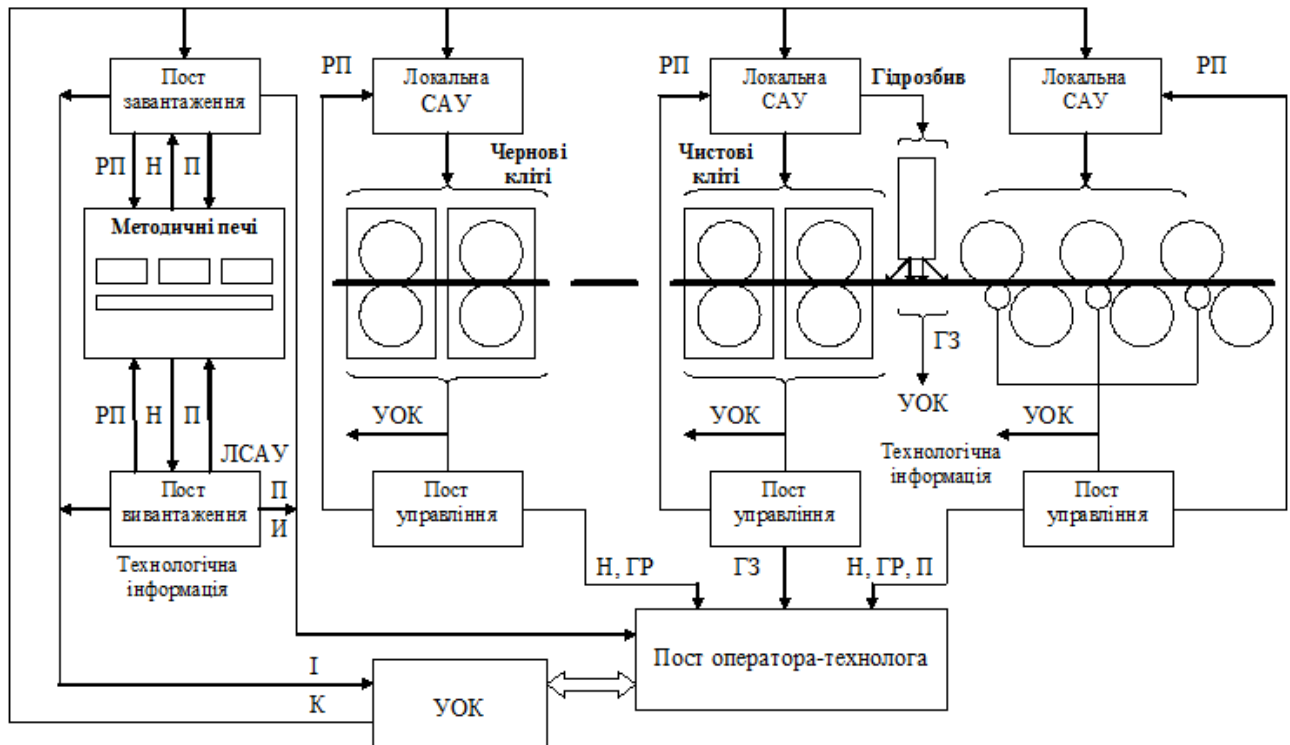 Пост
завантаження
РП
Локальна
САУ
РП
Локальна
САУ
Гідрозбив
Локальна
САУ
РП
РП
Н
П
Чернові
кліті
Чистові
кліті
Методичні печі
ГЗ
УОК
РП
Н
П
ЛСАУ
УОК
УОК
УОК
Технологічна
інформація
Пост
вивантаження
П
И
Пост
управління
Пост
управління
Пост
управління
Технологічна
інформація
Н, ГР
ГЗ
Н, ГР, П
Пост оператора-технолога
І
К
УОК